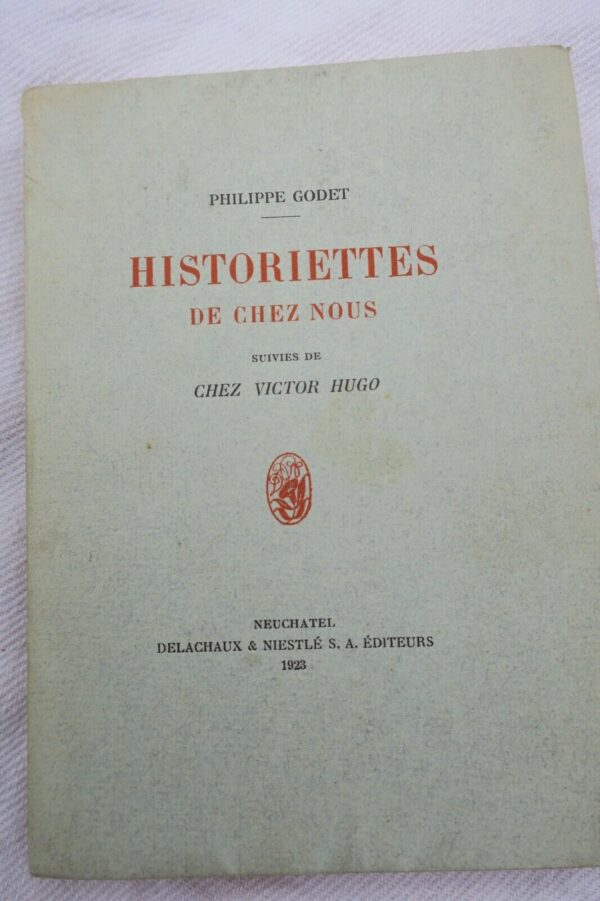 PHILIPPE GODET
HISTORIETTES
DE CHEZ NOUS
SUIVIES DE
CHEZ VICTOR HUGO
NEUCHATEL
DELACHAUX & NIESTLÉ S. A. ÉDITEURS
1923